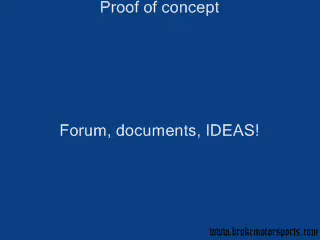 Proof of concept
Forum, documents, IDEAS!
www.brokemotorsports.com